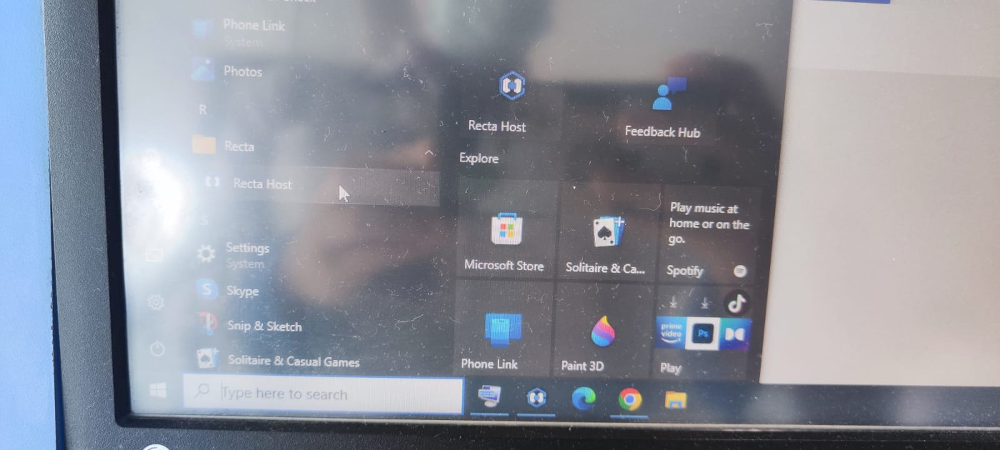 Phone Link
System
Photos
R
Recta
Recta Host
S
Settings
System
Skype
Snip & Sketch
Solitaire & Casual Games
Type here to search
Recta Host
Feedback Hub
Explore
Microsoft Store
Solitaire & Ca...
Play music at
home or on the
go.
Spotify
Phone Link
Paint 3D
prime
video
Ps
Play